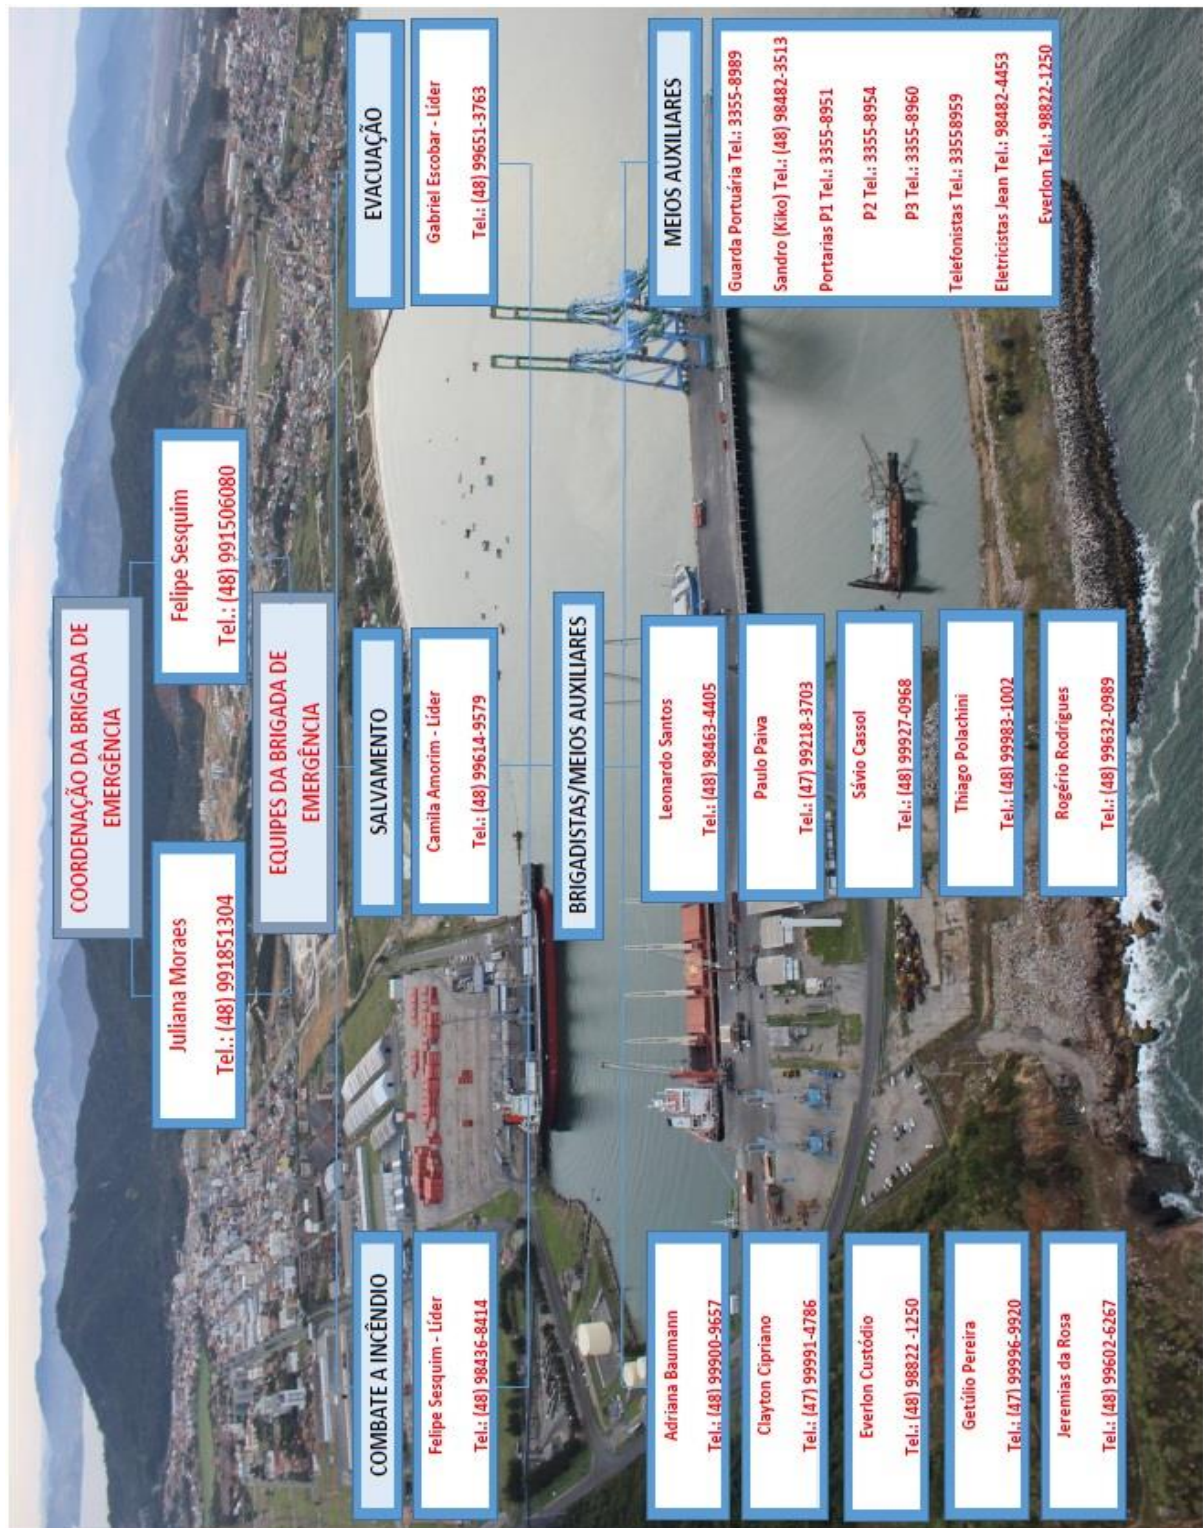 COORDENAÇÃO DA BRIGADA DE
EMERGÊNCIA
Juliana Moraes
Tel.: (48) 991851304
Felipe Sesquim
Tel.: (48) 991506080
EQUIPES DA BRIGADA DE
EMERGÊNCIA
COMBATE A INCÊNDIO
Felipe Sesquim - Líder
Tel.: (48) 98436-8414
SALVAMENTO
Camila Amorim - Líder
Tel.: (48) 99614-9579
EVACUAÇÃO
Gabriel Escobar - Líder
Tel.: (48) 99651-3763
BRIGADISTAS/MEIOS AUXILIARES
Adriana Baumann
Tel.: (48) 99900-9657
Clayton Cipriano
Tel.: (47) 99991-4786
Everlon Custódio
Tel.: (48) 98822 -1250
Getúlio Pereira
Tel.: (47) 99996-9920
Jeremias da Rosa
Tel.: (48) 99602-6267
Leonardo Santos
Tel.: (48) 98463-4405
Paulo Paiva
Tel.: (47) 99218-3703
Sávio Cassol
Tel.: (48) 99927-0968
Thiago Polachini
Tel.: (48) 99983-1002
Rogério Rodrigues
Tel.: (48) 99632-0989
MEIOS AUXILIARES
Guarda Portuária Tel.: 3355-8989
Sandro (Kiko) Tel.: (48) 98482-3513
Portarias P1 Tel.: 3355-8951
P2 Tel.: 3355-8954
P3 Tel.: 3355-8960
Telefonistas Tel.: 33558959
Eletricistas Jean Tel.: 98482-4453
Everlon Tel.: 98822-1250